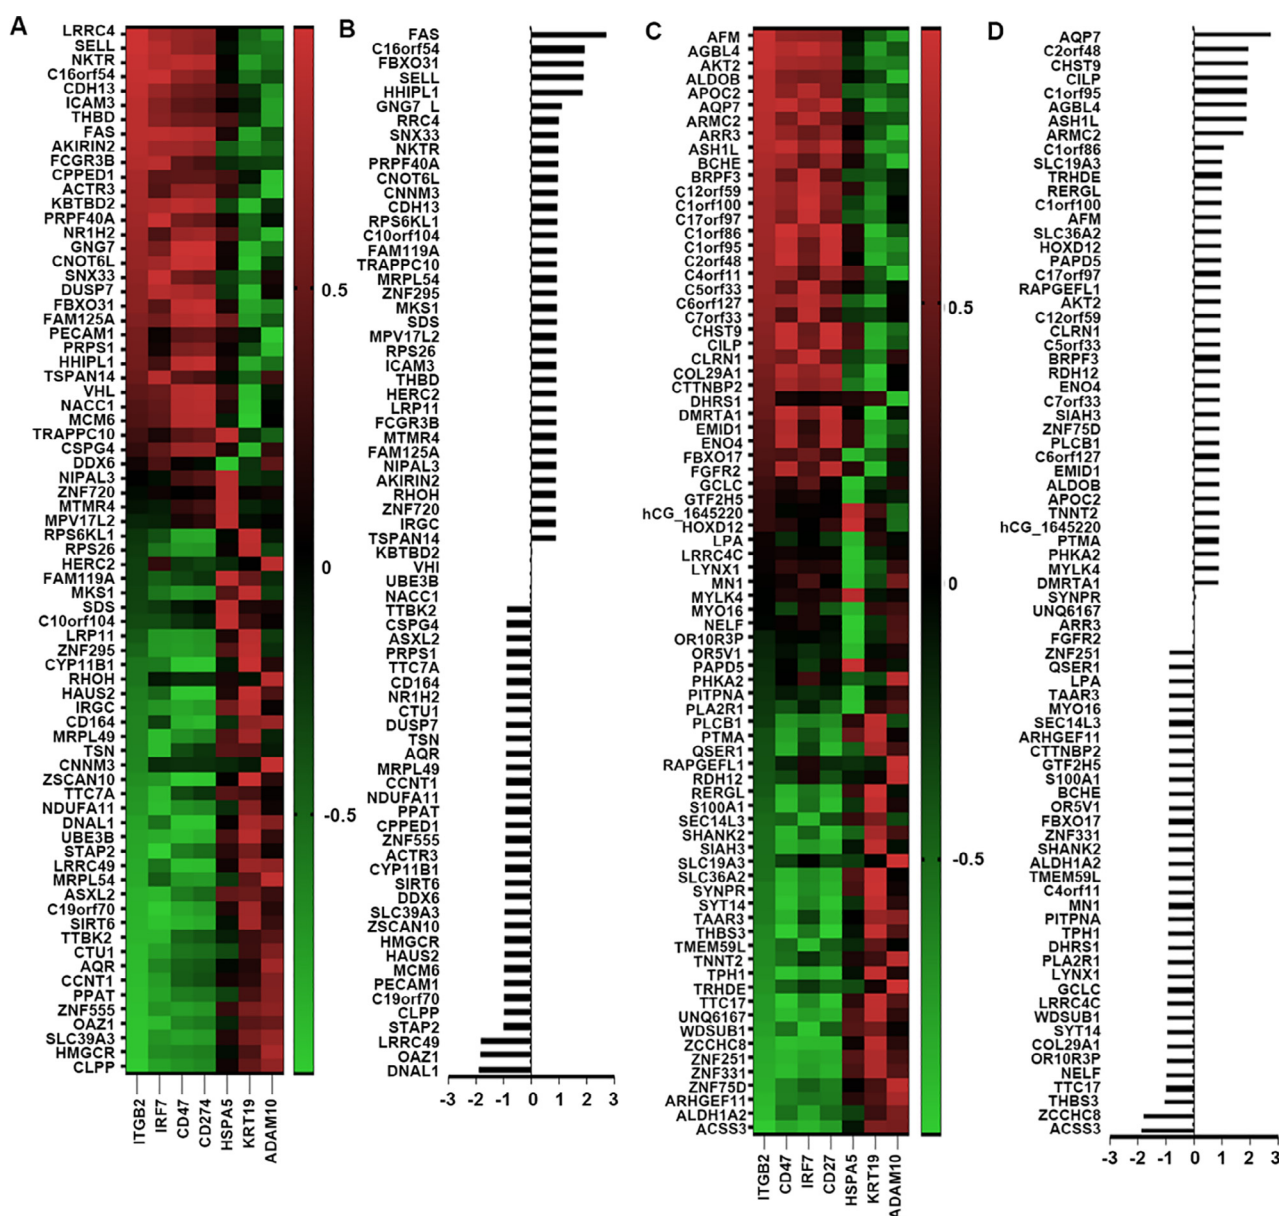 A
LRRC4
SELL
NKTR
C16orf54
CDH13
ICAM3
THBD
FAS
AKIRIN2
FCGR3B
CPPED1
ACTR3
KBTBD2
PRPF40A
NR1H2
GNG7
CNOT6L
SNX33
DUSP7
FBXO31
FAM125A
PECAM1
PRPS1
HHIPL1
TSPAN14
VHL
NACC1
MCM6
TRAPPC10
CSPG4
DDX6
NIPAL3
ZNF720
MTMR4
MPV17L2
RPS6KL1
RPS26
HERC2
FAM119A
MKS1
SDS
C10orf104
LRP11
ZNF295
CYP11B1
RHOH
HAUS2
IRGC
CD164
MRPL49
TSN
CNNM3
ZSCAN10
TTC7A
NDUFA11
DNAL1
UBE3B
STAP2
LRRC49
MRPL54
ASXL2
C19orf70
SIRT6
TTBK2
CTU1
AQR
CCNT1
PPAT
ZNF555
OAZ1
SLC39A3
HMGCR
CLPP
ITGB2
IRF7
CD47
CD274
HSPA5
KRT19
ADAM10
0.5
0
-0.5
B
FAS
C16orf54
FBXO31
SELL
HHIPL1
GNG7 L
RRC4
SNX33
NKTR
PRPF40A
CNOT6L
CNNM3
CDH13
RPS6KL1
C10orf104
FAM119A
TRAPPC10
MRPL54
ZNF295
MKS1
SDS
MPV17L2
RPS26
ICAM3
THBD
HERC2
LRP11
FCGR3B
MTMR4
FAM125A
NIPAL3
AKIRIN2
RHOH
ZNF720
IRGC
TSPAN14
KBTBD2
VHI
UBE3B
NACC1
TTBK2
CSPG4
ASXL2
PRPS1
TTC7A
CD164
NR1H2
CTU1
DUSP7
TSN
AQR
MRPL49
CCNT1
NDUFA11
PPAT
CPPED1
ZNF555
ACTR3
CYP11B1
SIRT6
DDX6
SLC39A3
ZSCAN10
HMGCR
HAUS2
MCM6
PECAM1
C19orf70
CLPP
STAP2
LRRC49
OAZ1
DNAL1
-3 -2 -1 0 1 2 3
C
AFM
AGBL4
AKT2
ALDOB
APOC2
AQP7
ARMC2
ARR3
ASH1L
BCHE
BRPF3
C12orf59
C1orf100
C17orf97
C1orf86
C1orf95
C2orf48
C4orf11
C5orf33
C6orf127
C7orf33
CHST9
CILP
CLRN1
COL29A1
CTTNBP2
DHRS1
DMRTA1
EMID1
ENO4
FBXO17
FGFR2
GCLC
GTF2H5
hCG_1645220
HOXD12
LPA
LRRC4C
LYNX1
MN1
MYLK4
MYO16
NELF
OR10R3P
OR5V1
PAPD5
PHKA2
PITPNA
PLA2R1
PLCB1
PTMA
QSER1
RAPGEFL1
RDH12
RERGL
S100A1
SEC14L3
SHANK2
SIAH3
SLC19A3
SLC36A2
SYNPR
SYT14
TAAR3
THBS3
TMEM59L
TNNT2
TPH1
TRHDE
TTC17
UNQ6167
WDSUB1
ZCCHC8
ZNF251
ZNF331
ZNF75D
ARHGEF11
ALDH1A2
ACSS3
ITGB2
CD47
IRF7
CD27
HSPA5
KRT19
ADAM10
0.5
0
-0.5
D
AQP7
C2orf48
CHST9
CILP
C1orf95
AGBL4
ASH1L
ARMC2
C1orf86
SLC19A3
TRHDE
RERGL
C1orf100
AFM
SLC36A2
HOXD12
PAPD5
C17orf97
RAPGEFL1
AKT2
C12orf59
CLRN1
C5orf33
BRPF3
RDH12
ENO4
C7orf33
SIAH3
ZNF75D
PLCB1
C6orf127
EMID1
ALDOB
APOC2
TNNT2
hCG_1645220
PTMA
PHKA2
MYLK4
DMRTA1
SYNPR
UNQ6167
ARR3
FGFR2
ZNF251
QSER1
LPA
TAAR3
MYO16
SEC14L3
ARHGEF11
CTTNBP2
GTF2H5
S100A1
BCHE
OR5V1
FBXO17
ZNF331
SHANK2
ALDH1A2
TMEM59L
C4orf11
MN1
PITPNA
TPH1
DHRS1
PLA2R1
LYNX1
GCLC
LRRC4C
WDSUB1
SYT14
COL29A1
OR10R3P
NELF
TTC17
THBS3
ZCCHC8
ACSS3
-3 -2 -1 0 1 2 3